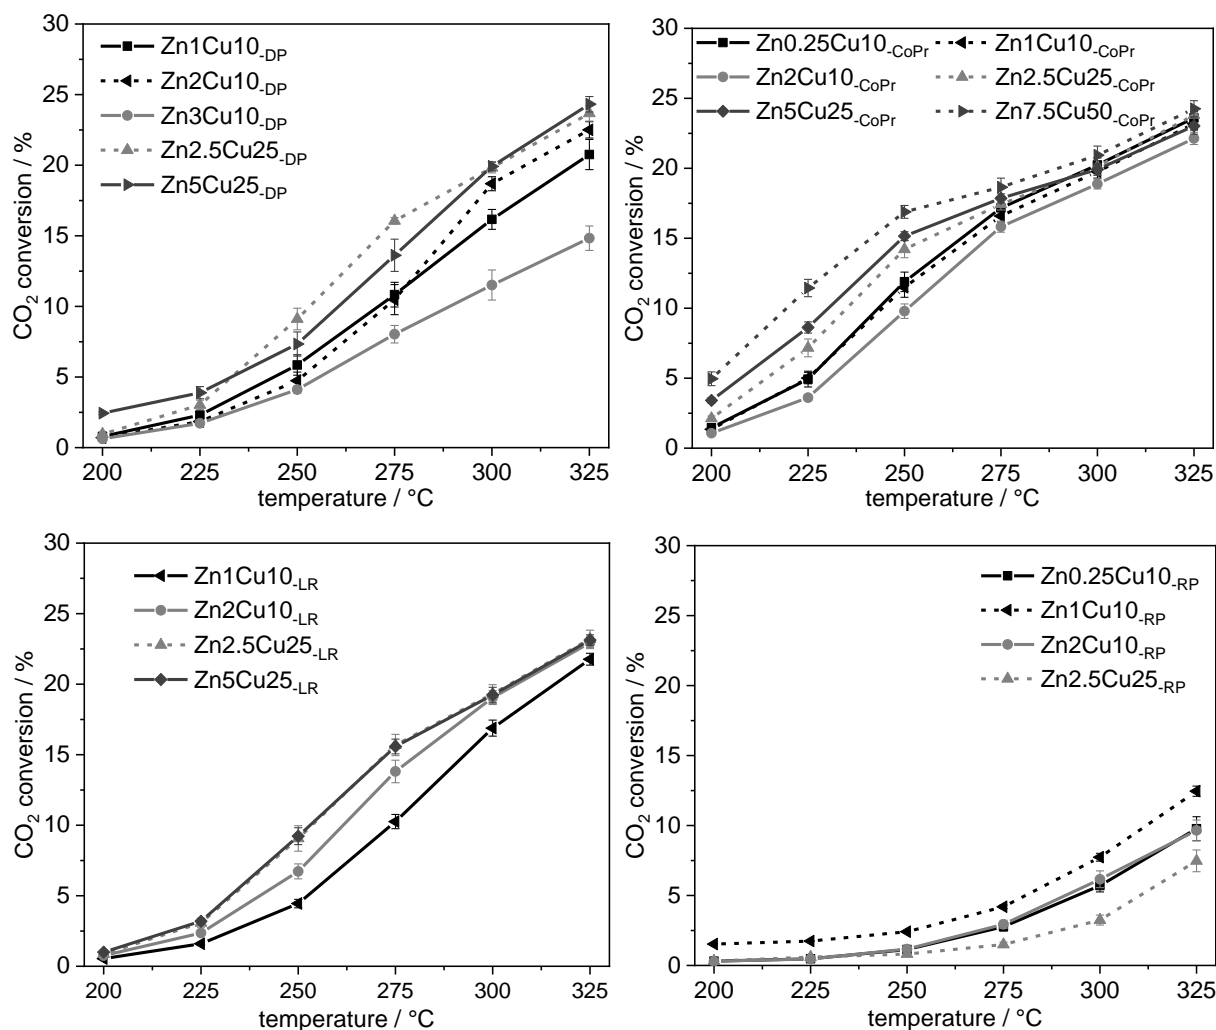 30
25
20
15
10
5
0
CO2 conversion / %
Zn1Cu10-DP
Zn2Cu10-DP
Zn3Cu10-DP
Zn2.5Cu25-DP
Zn5Cu25-DP
200 225 250 275 300 325
temperature / °C
30
25
20
15
10
5
0
CO2 conversion / %
Zn0.25Cu10-CoPr Zn1Cu10-CoPr
Zn2Cu10-CoPr Zn2.5Cu25-CoPr
Zn5Cu25-CoPr Zn7.5Cu50-CoPr
200 225 250 275 300 325
temperature / °C
30
25
20
15
10
5
0
CO2 conversion / %
Zn1Cu10-LR
Zn2Cu10-LR
Zn2.5Cu25-LR
Zn5Cu25-LR
200 225 250 275 300 325
temperature / °C
30
25
20
15
10
5
0
CO2 conversion / %
Zn0.25Cu10-RP
Zn1Cu10-RP
Zn2Cu10-RP
Zn2.5Cu25-RP
200 225 250 275 300 325
temperature / °C